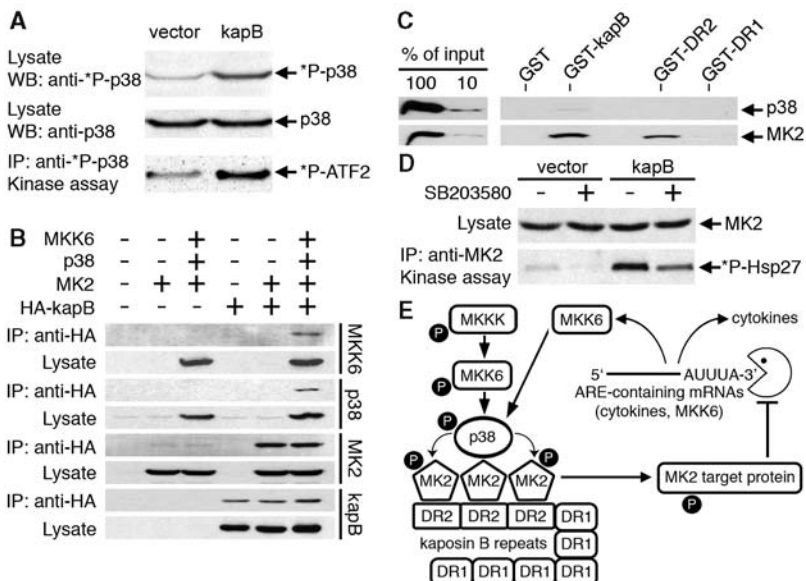 A
vector kapB
Lysate
WB: anti-*P-p38
*P-p38
Lysate
WB: anti-p38
p38
IP: anti-*P-p38
Kinase assay
*P-ATF2
B
MKK6 - - + - - +
p38 - - + - - +
MK2 - + + - + +
HA-kapB - - - + + +
IP: anti-HA
Lysate
MKK6
IP: anti-HA
Lysate
p38
IP: anti-HA
Lysate
MK2
IP: anti-HA
Lysate
kapB
C
% of input
100 10
GST
GST-kapB
GST-DR2
GST-DR1
p38
MK2
D
vector kapB
SB203580 - + - +
Lysate
MK2
IP: anti-MK2
Kinase assay
*P-Hsp27
E
P MKKK
MKK6
cytokines
P MKK6
5' AUUUA-3'
ARE-containing mRNAs
(cytokines, MKK6)
P
p38
P P
MK2 MK2 MK2
MK2 target protein
P
DR2 DR2 DR2 DR1
kaposin B repeats DR1
DR1 DR1 DR1 DR1